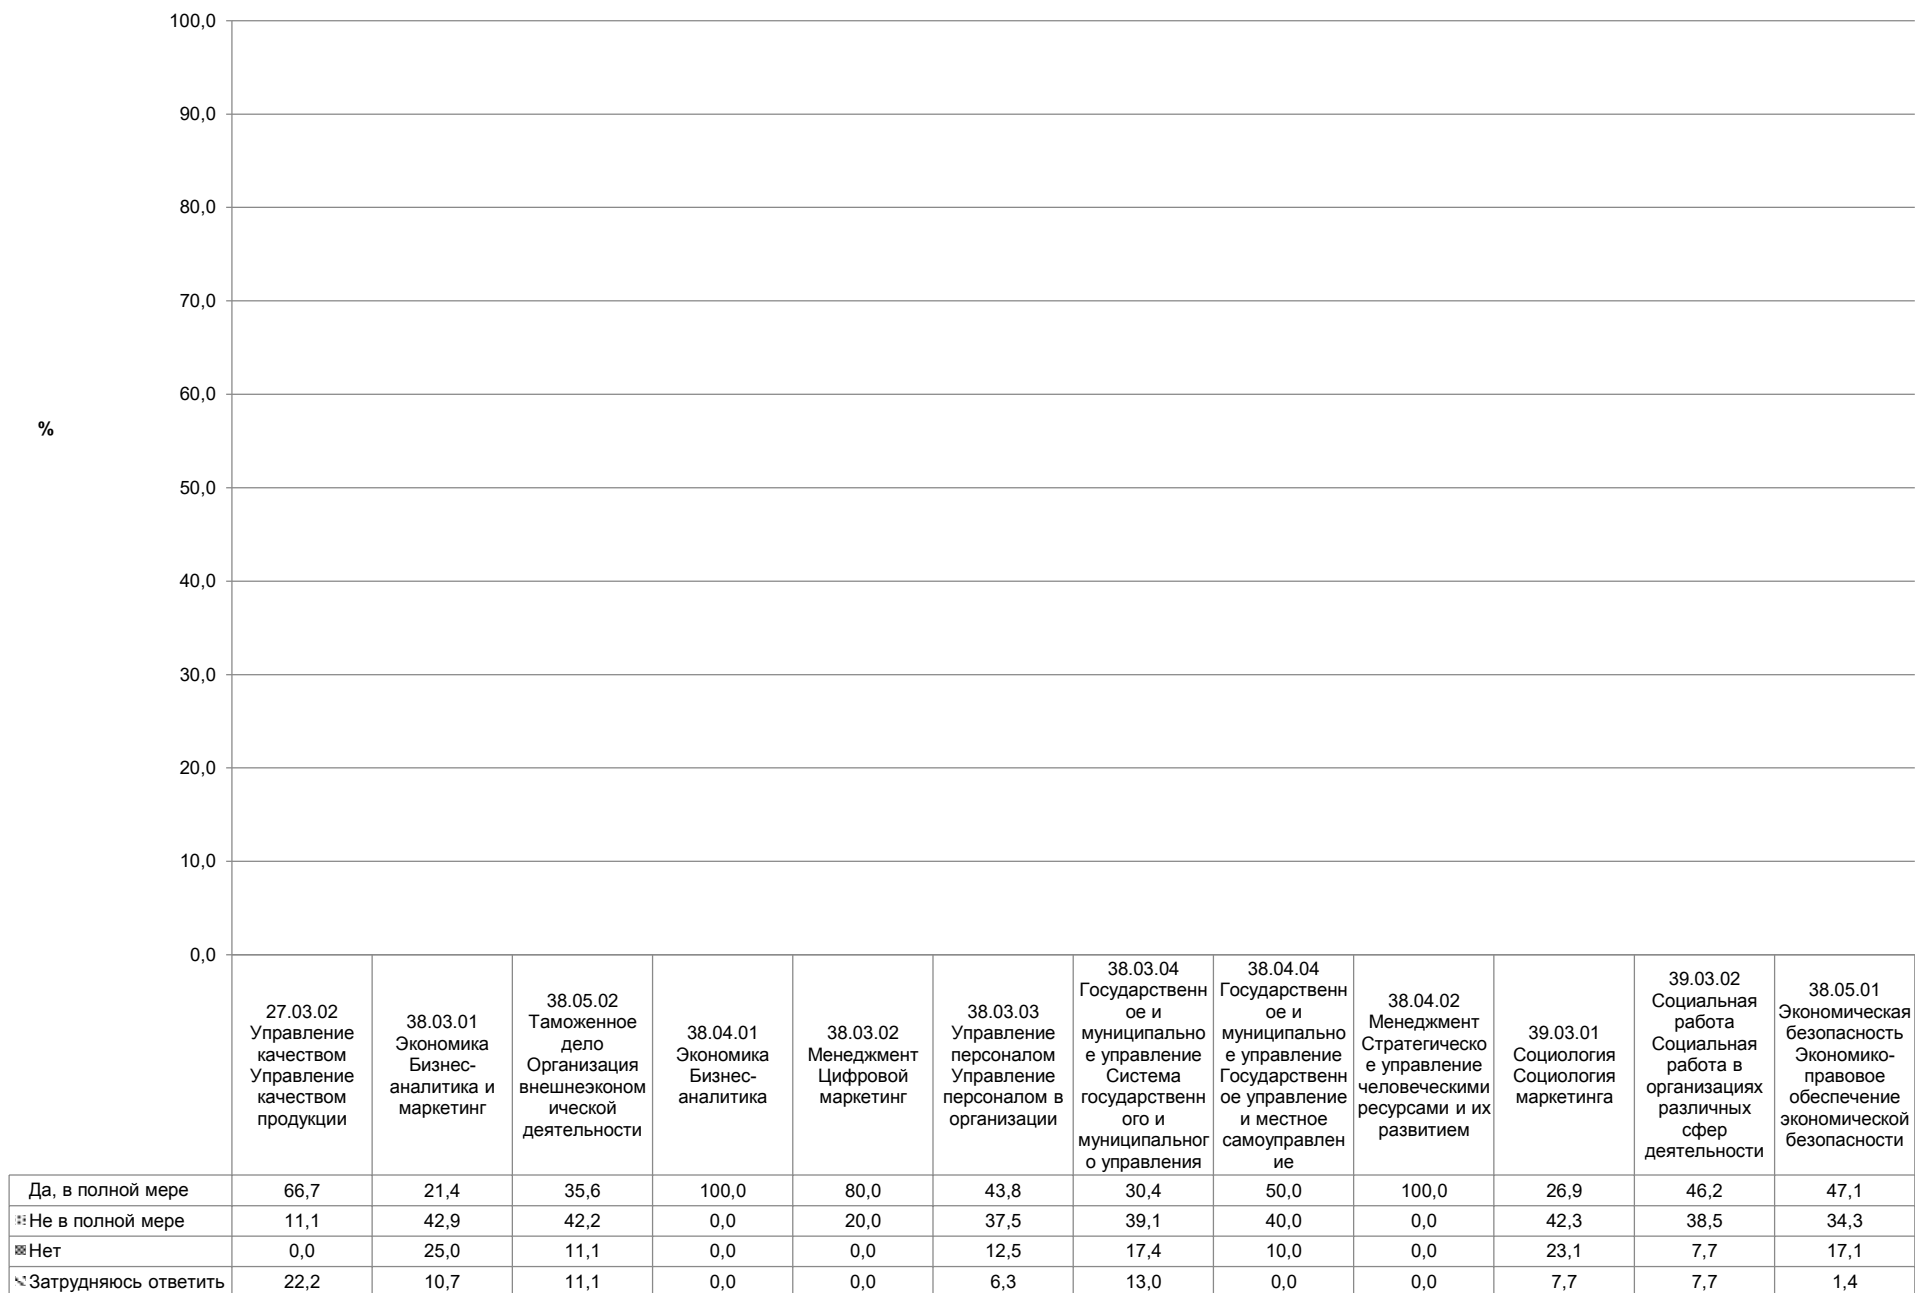 100,0
90,0
80,0
70,0
60,0
%
50,0
40,0
30,0
20,0
10,0
0,0
27.03.02
Управление
качеством
Управление
качеством
продукции
38.03.01
Экономика
Бизнес-
аналитика и
маркетинг
38.05.02
Таможенное
дело
Организация
внешнеэконом
ической
деятельности
38.04.01
Экономика
Бизнес-
аналитика
38.03.02
Менеджмент
Цифровой
маркетинг
38.03.03
Управление
персоналом
Управление
персоналом в
организации
38.03.04
Государственн
ое и
муниципально
е управление
Система
государственн
ого и
муниципальног
о управления
38.04.04
Государственн
ое и
муниципально
е управление
Государственн
ое управление
и местное
самоуправлен
ие
38.04.02
Менеджмент
Стратегическо
е управление
человеческими
ресурсами и их
развитием
39.03.01
Социология
Социология
маркетинга
39.03.02
Социальная
работа
Социальная
работа в
организациях
различных
сфер
деятельности
38.05.01
Экономическая
безопасность
Экономико-
правовое
обеспечение
экономической
безопасности
Да, в полной мере 66,7 21,4 35,6 100,0 80,0 43,8 30,4 50,0 100,0 26,9 46,2 47,1
Не в полной мере 11,1 42,9 42,2 0,0 20,0 37,5 39,1 40,0 0,0 42,3 38,5 34,3
Нет 0,0 25,0 11,1 0,0 0,0 12,5 17,4 10,0 0,0 23,1 7,7 17,1
Затрудняюсь ответить 22,2 10,7 11,1 0,0 0,0 6,3 13,0 0,0 0,0 7,7 7,7 1,4